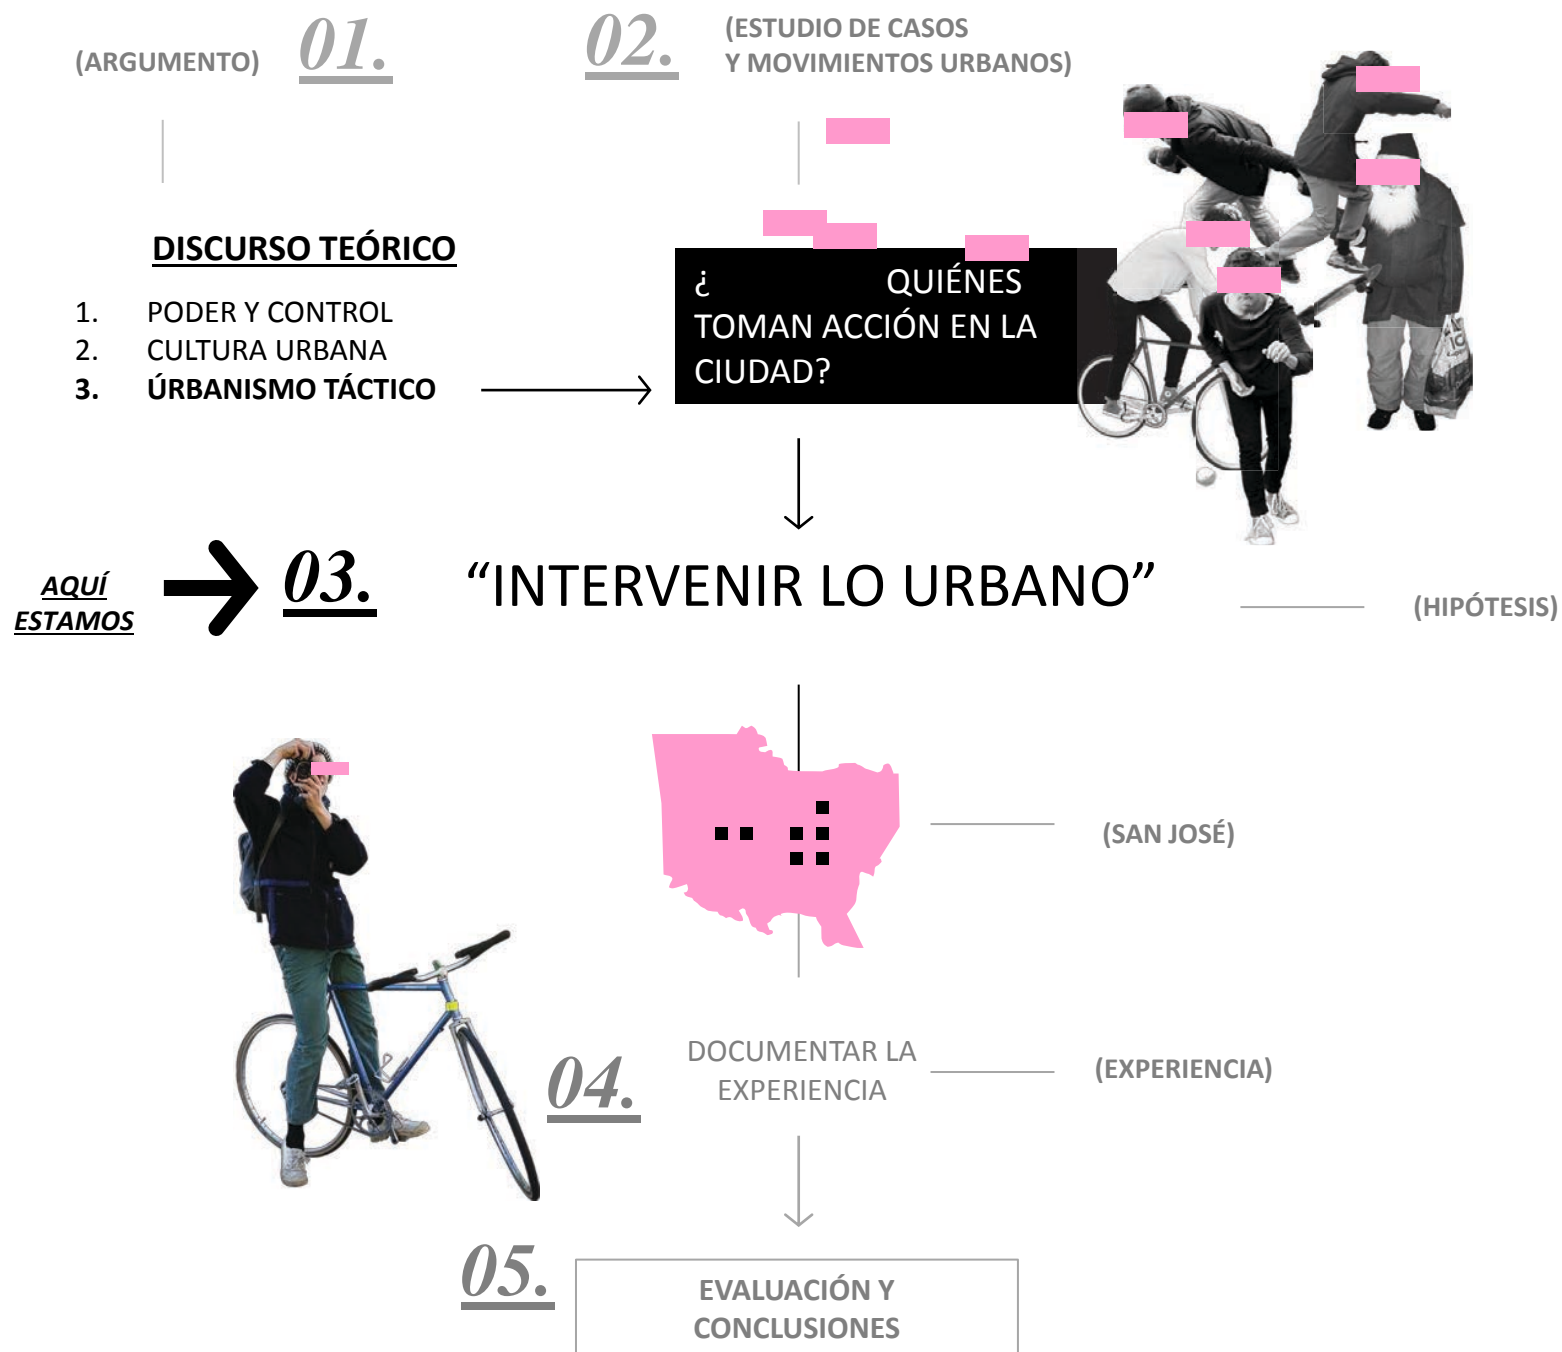 (ARGUMENTO)
01.
02.
(ESTUDIO DE CASOS
Y MOVIMIENTOS URBANOS)
DISCURSO TEÓRICO
1. PODER Y CONTROL
2. CULTURA URBANA
3. ÚRBANISMO TÁCTICO
¿ QUIÉNES
TOMAN ACCIÓN EN LA
CIUDAD?
AQUÍ
ESTAMOS
03.
“INTERVENIR LO URBANO”
(HIPÓTESIS)
(SAN JOSÉ)
04.
DOCUMENTAR LA
EXPERIENCIA
(EXPERIENCIA)
05.
EVALUACIÓN Y
CONCLUSIONES